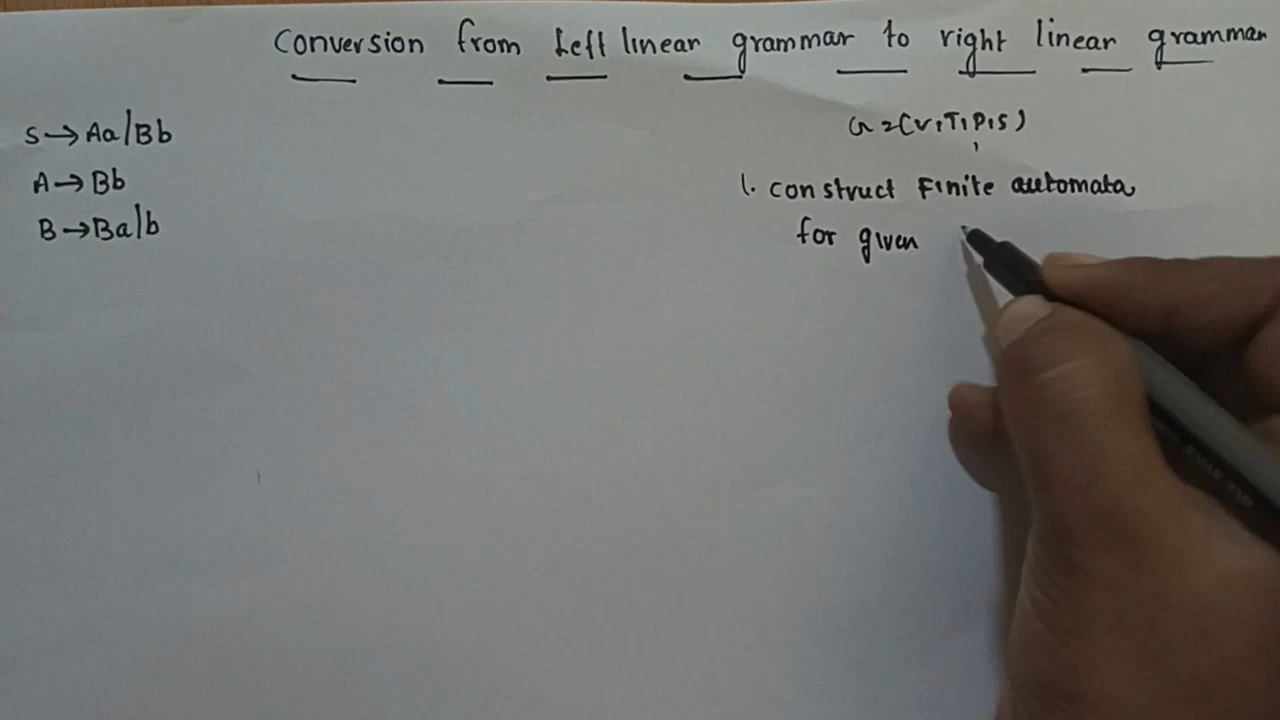 Conversion from Left linear grammar to right linear grammar
S→Aa/Bb
A→Bb
B→Ba/b
G=(V,T,P,S)
1. construct Finite automata
for given